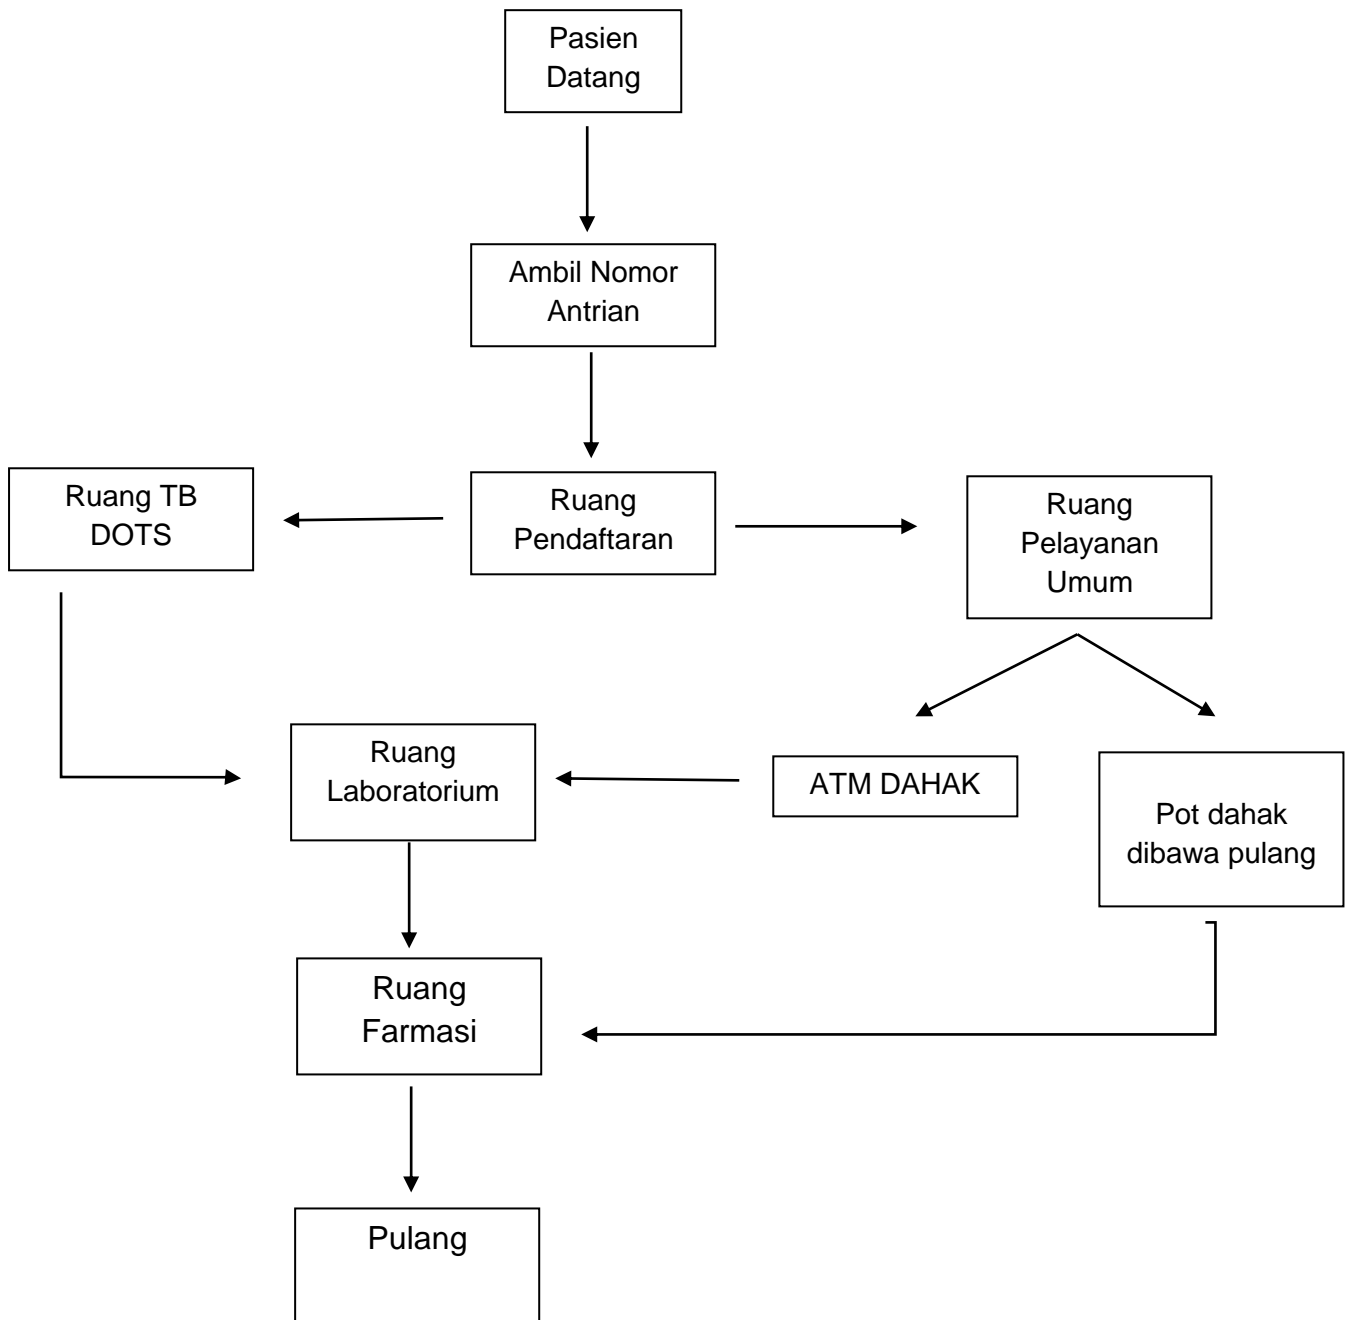 Pasien
Datang
Ambil Nomor
Antrian
Ruang TB
DOTS
Ruang
Pendaftaran
Ruang
Pelayanan
Umum
Ruang
Laboratorium
ATM DAHAK
Pot dahak
dibawa pulang
Ruang
Farmasi
Pulang